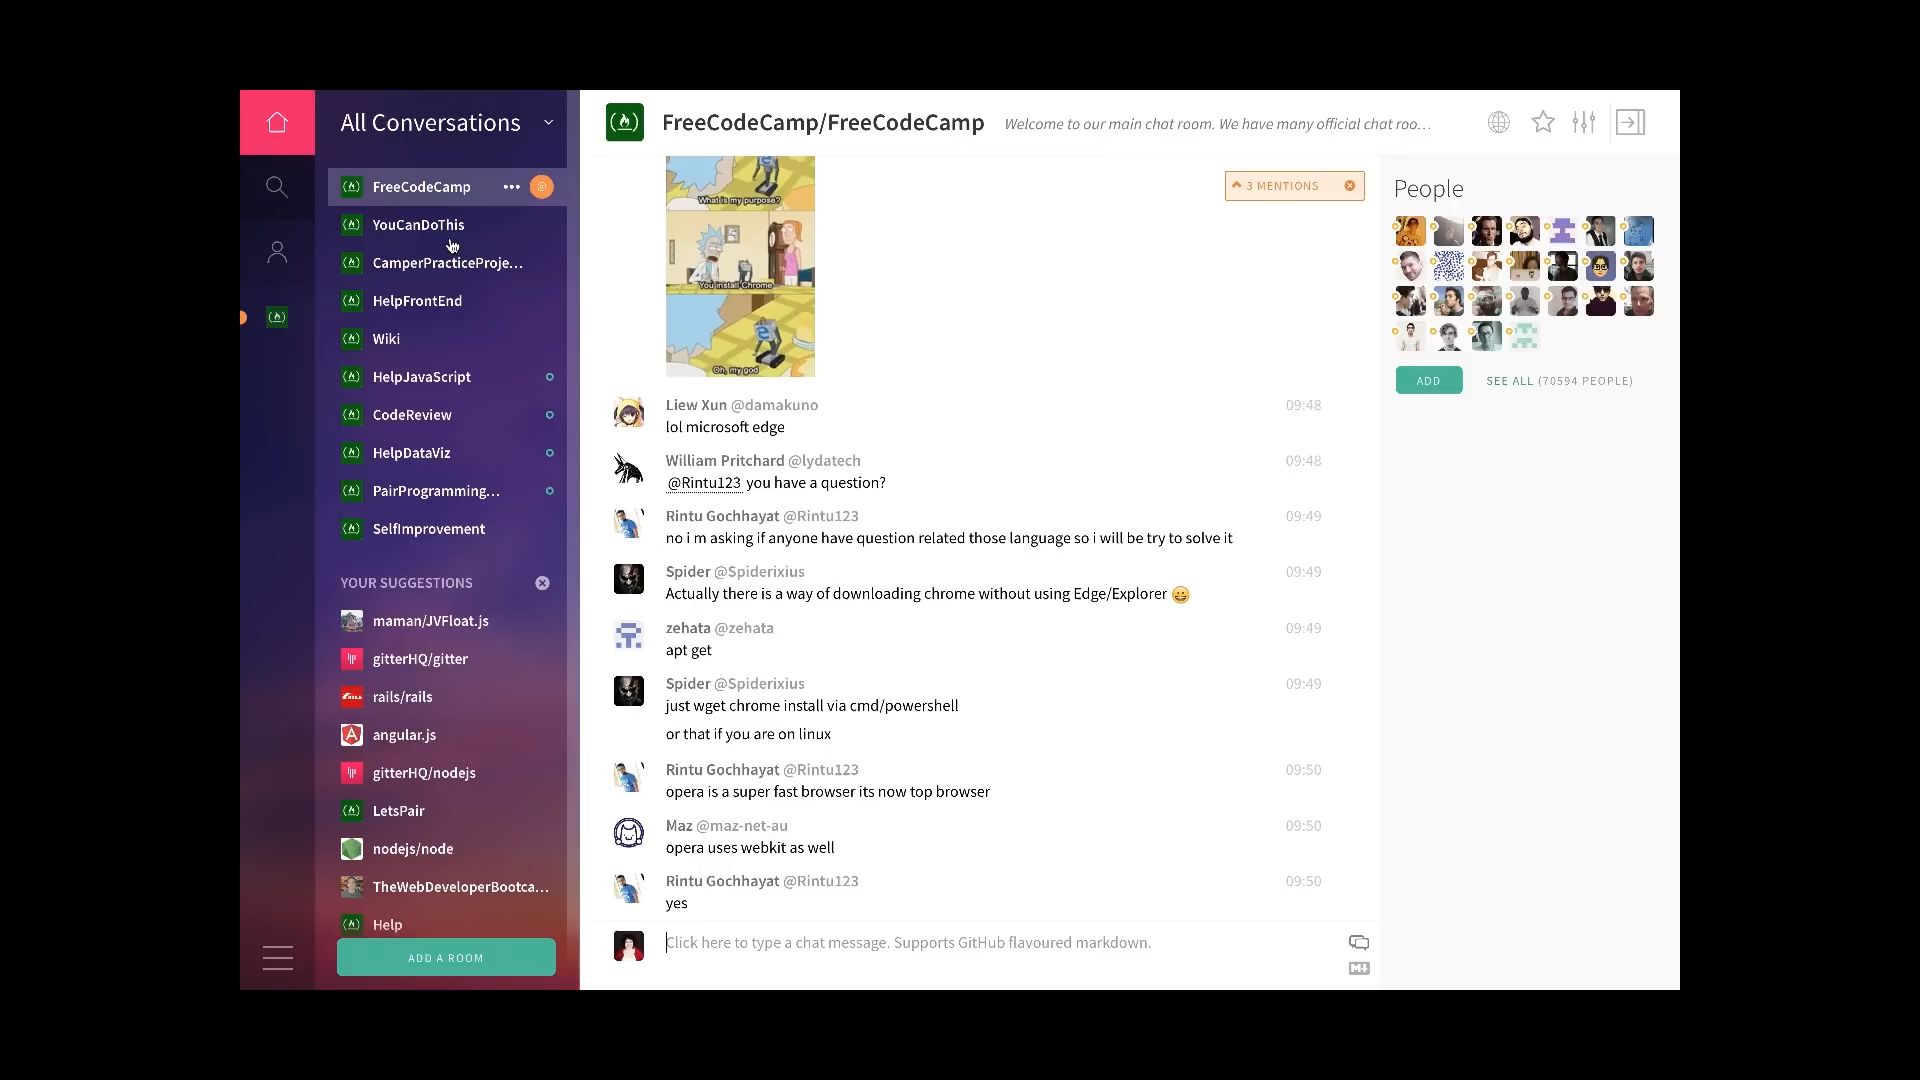 All Conversations
FreeCodeCamp
@
YouCanDoThis
CamperPracticeProje...
HelpFrontEnd
Wiki
HelpJavaScript
CodeReview
HelpDataViz
PairProgramming...
SelfImprovement
YOUR SUGGESTIONS
maman/JVFloat.js
gitterHQ/gitter
rails/rails
angular.js
gitterHQ/nodejs
LetsPair
nodejs/node
TheWebDeveloperBootca...
Help
ADD A ROOM
FreeCodeCamp/FreeCodeCamp
Welcome to our main chat room. We have many official chat roo...
3 MENTIONS
What is my purpose?
You install Chrome
Oh, my god
Liew Xun @damakuno 09:48
lol microsoft edge
William Pritchard @lydatech 09:48
@Rintu123 you have a question?
Rintu Gochhayat @Rintu123 09:49
no i m asking if anyone have question related those language so i will be try to solve it
Spider @Spiderixius 09:49
Actually there is a way of downloading chrome without using Edge/Explorer 😀
zehata @zehata 09:49
apt get
Spider @Spiderixius 09:49
just wget chrome install via cmd/powershell
or that if you are on linux
Rintu Gochhayat @Rintu123 09:50
opera is a super fast browser its now top browser
Maz @maz-net-au 09:50
opera uses webkit as well
Rintu Gochhayat @Rintu123 09:50
yes
Click here to type a chat message. Supports GitHub flavoured markdown.
People
ADD
SEE ALL (70594 PEOPLE)